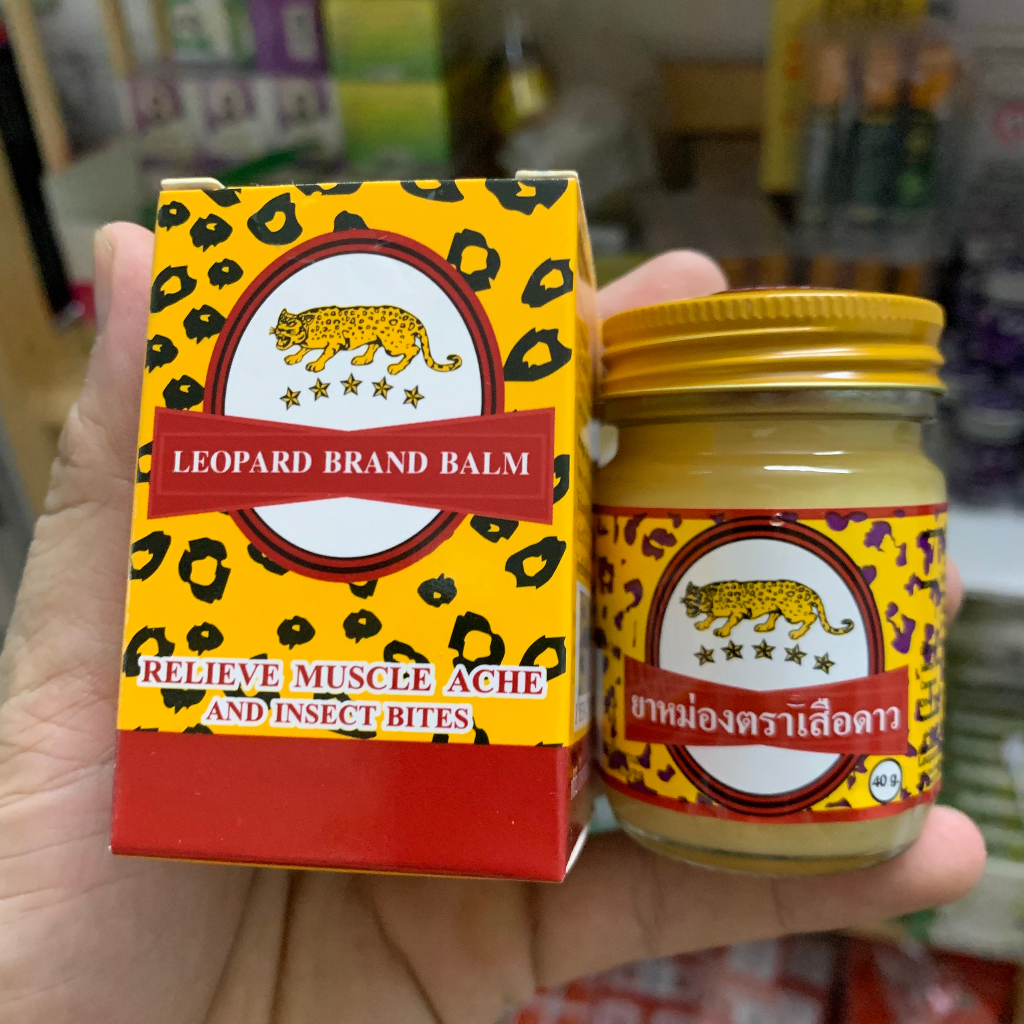 LEOPARD BRAND BALM
RELIEVE MUSCLE ACHE
AND INSECT BITES
ยาหม่องตราเสือดาว
40 g